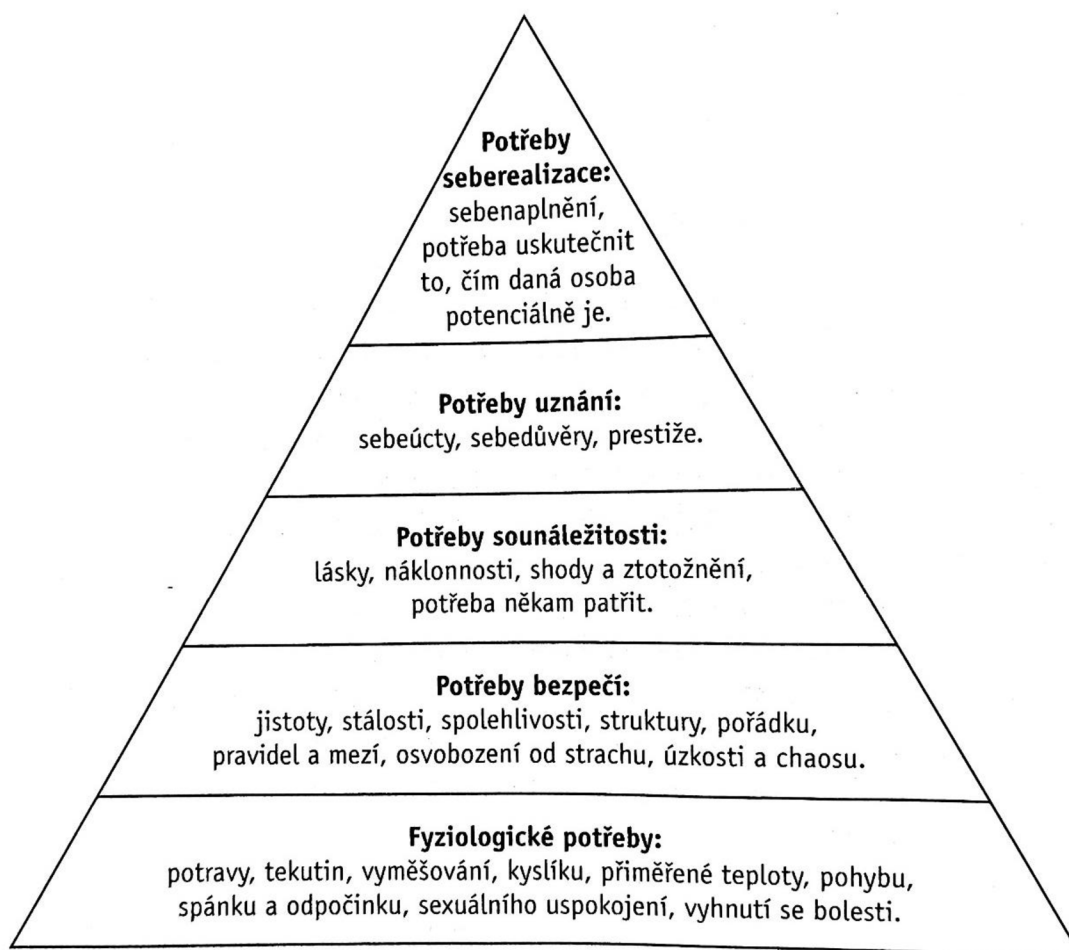 Potřeby
seberealizace:
sebenaplnění,
potřeba uskutečnit
to, čím daná osoba
potenciálně je.
Potřeby uznání:
sebeúcty, sebedůvěry, prestiže.
Potřeby sounáležitosti:
lásky, náklonnosti, shody a ztotožnění,
potřeba někam patřit.
Potřeby bezpečí:
jistoty, stálosti, spolehlivosti, struktury, pořádku,
pravidel a mezí, osvobození od strachu, úzkosti a chaosu.
Fyziologické potřeby:
potravy, tekutin, vyměšování, kyslíku, přiměřené teploty, pohybu,
spánku a odpočinku, sexuálního uspokojení, vyhnutí se bolesti.